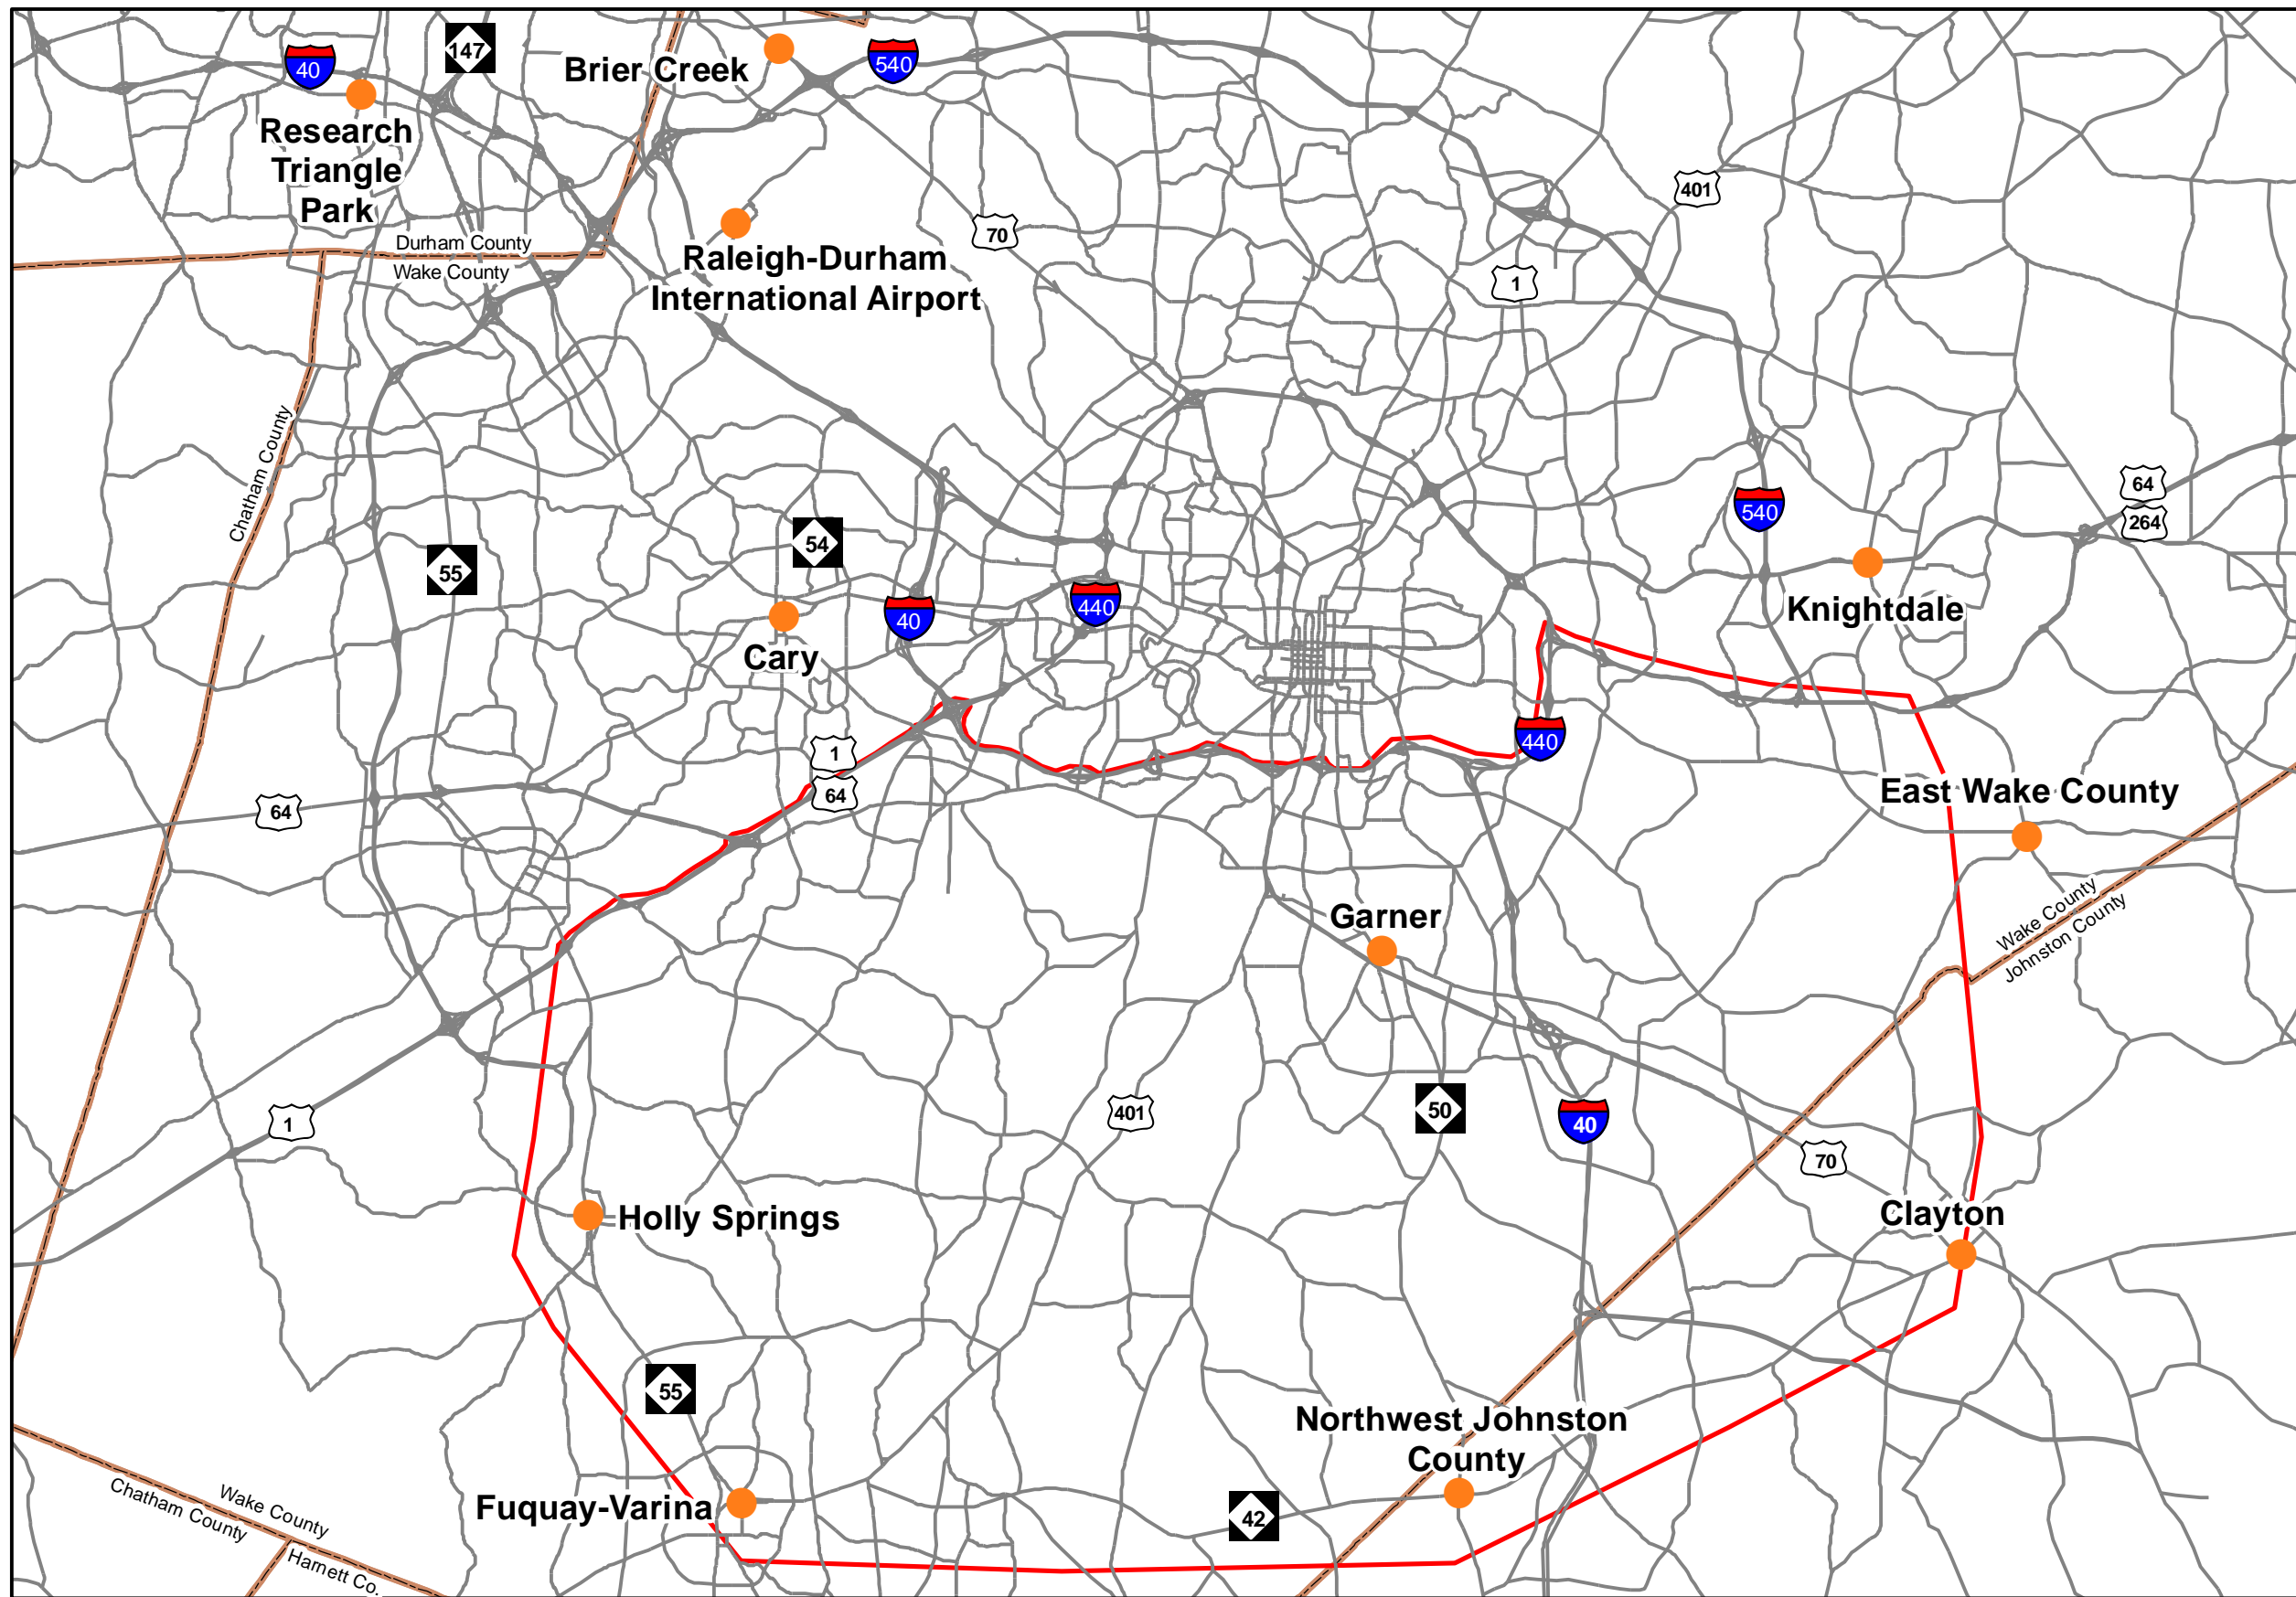 147
40
Brier Creek
540
Research
Triangle
Park
401
70
Durham County
Wake County
Raleigh-Durham
International Airport
1
Chatham County
64
264
540
54
55
440
40
Knightdale
Cary
440
1
64
64
East Wake County
Garner
Wake County
Johnston County
401
50
40
1
70
Holly Springs
Clayton
55
Northwest Johnston
County
Fuquay-Varina
42
Wake County
Chatham County
Harnett Co.